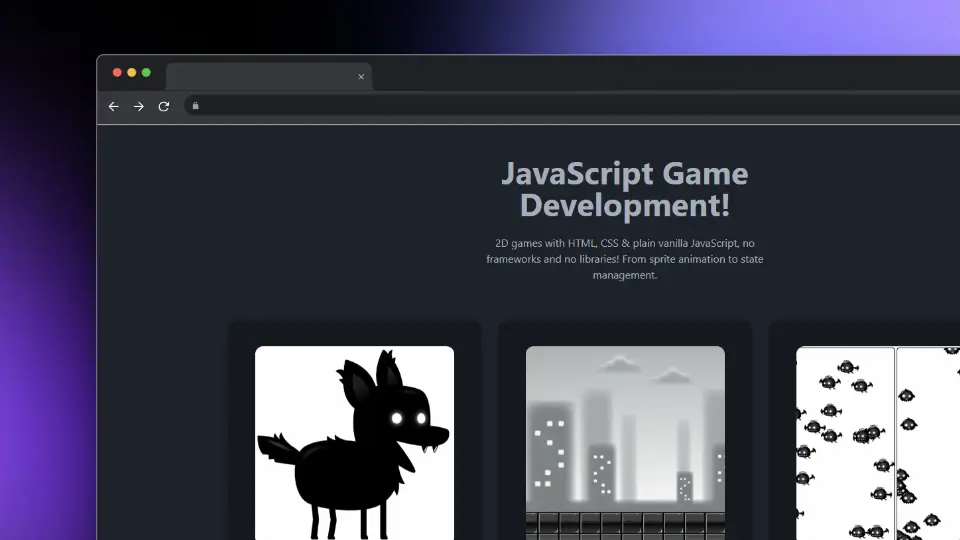 JavaScript Game
Development!
2D games with HTML, CSS & plain vanilla JavaScript, no
frameworks and no libraries! From sprite animation to state
management.